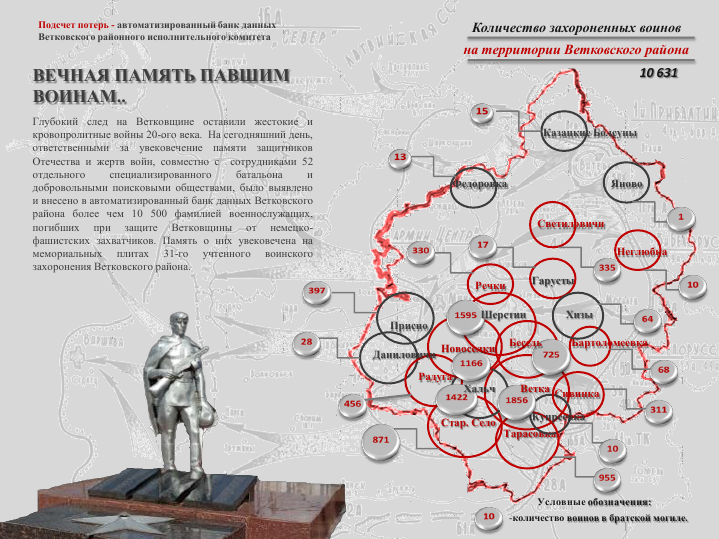 Подсчет потерь - автоматизированный банк данных
Ветковского районного исполнительного комитета
ВЕЧНАЯ ПАМЯТЬ ПАВШИМ
ВОИНАМ..
Глубокий след на Ветковщине оставили жестокие и
кровопролитные войны 20-ого века. На сегодняшний день,
ответственными за увековечение памяти защитников
Отечества и жертв войн, совместно с сотрудниками 52
отдельного специализированного батальона и
добровольными поисковыми обществами, было выявлено
и внесено в автоматизированный банк данных Ветковского
района более чем 10 500 фамилией военнослужащих,
погибших при защите Ветковщины от немецко-
фашистских захватчиков. Память о них увековечена на
мемориальных плитах 31-го учтенного воинского
захоронения Ветковского района.
Количество захороненных воинов
на территории Ветковского района
10 631
15
Казацкие Болсуны
13
Федоровка
Яново
1
Светиловичи
17
330
Неглюбка
335
Речки
Гарусты
10
397
1595
Шерстин
Хизы
64
Присно
28
Новоселки
Беседь
Бартоломеевка
Даниловичи
725
1166
68
Радуга
Хальч
Ветка
Сивинка
456
1422
1856
311
Купреевка
Стар. Село
Тарасовка
871
10
955
Условные обозначения:
10
-количество воинов в братской могиле.